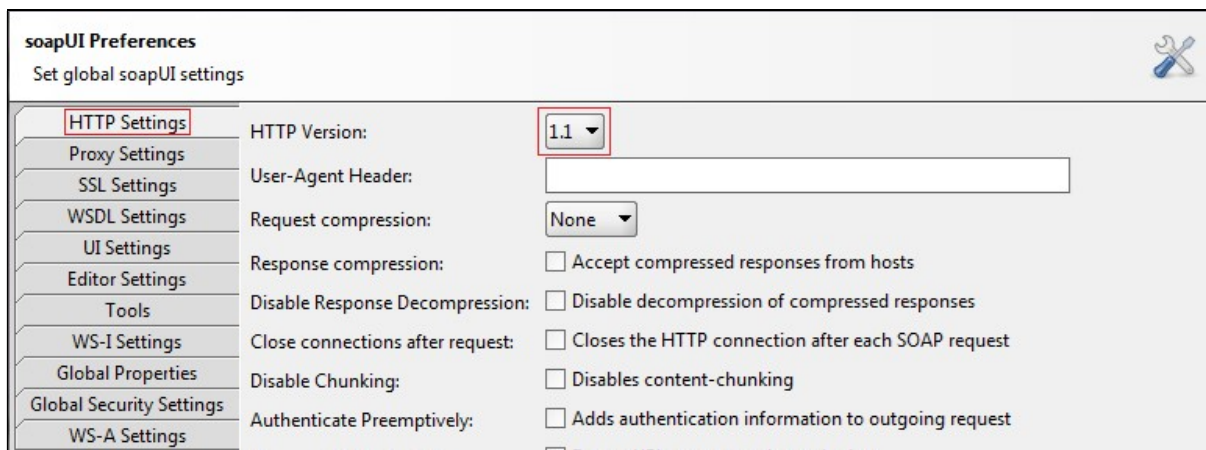 soapUI Preferences
Set global soapUI settings
HTTP Settings
Proxy Settings
SSL Settings
WSDL Settings
UI Settings
Editor Settings
Tools
WS-I Settings
Global Properties
Global Security Settings
WS-A Settings
HTTP Version: 1.1
User-Agent Header:
Request compression: None
Response compression: Accept compressed responses from hosts
Disable Response Decompression: Disable decompression of compressed responses
Close connections after request: Closes the HTTP connection after each SOAP request
Disable Chunking: Disables content-chunking
Authenticate Preemptively: Adds authentication information to outgoing request